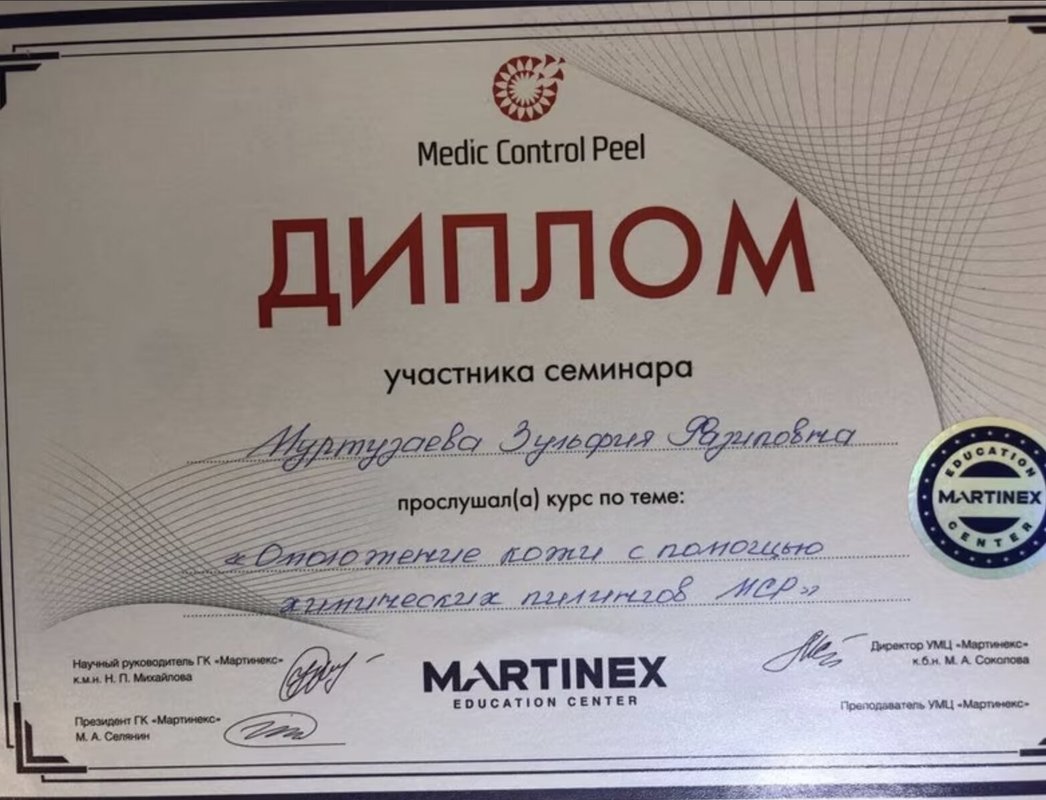 Medic Control Peel
ДИПЛОМ
участника семинара
Муртузаева Зульфия Разиповна
прослушал(а) курс по теме:
«Омоложение кожи с помощью
химических пилингов МСР»
EDUCATION
MARTINEX
CENTER
Научный руководитель ГК «Мартинекс»
к.м.н. Н. П. Михайлова
Президент ГК «Мартинекс»
М. А. Селянин
MARTINEX
EDUCATION CENTER
Директор УМЦ «Мартинекс»
к.б.н. М. А. Соколова
Преподаватель УМЦ «Мартинекс»